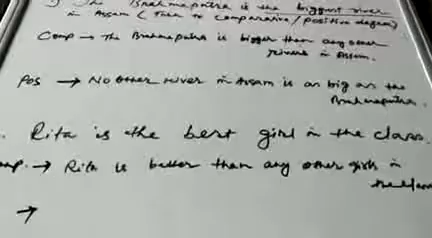 The Brahmaputra is the biggest river
in Assam (Turn to comparative / positive degree)
Comp → The Brahmaputra is bigger than any other
rivers in Assam.
Pos → No other river in Assam is as big as the
Brahmaputra.
Rita is the best girl in the class.
→ Rita is better than any other girls in
the class
→